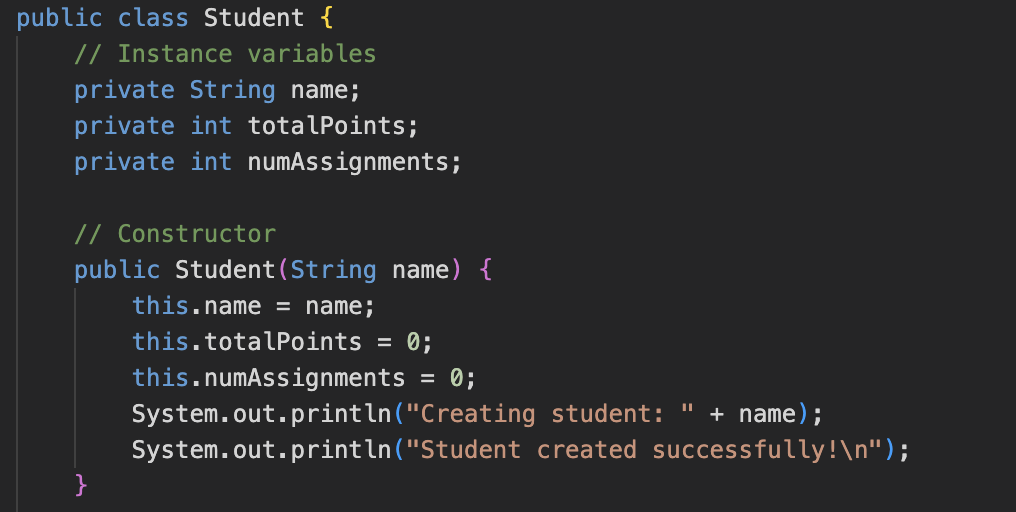 public class Student {
// Instance variables
private String name;
private int totalPoints;
private int numAssignments;
// Constructor
public Student(String name) {
this.name = name;
this.totalPoints = 0;
this.numAssignments = 0;
System.out.println("Creating student: " + name);
System.out.println("Student created successfully!\n");
}